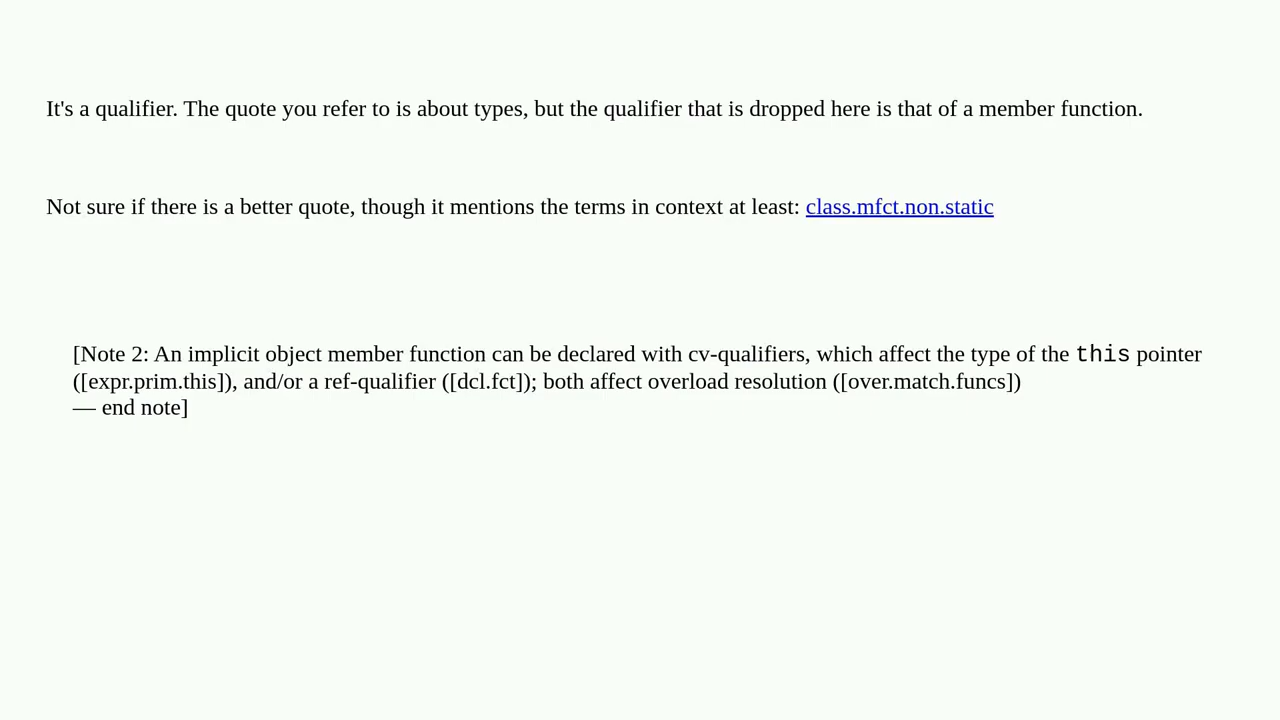 It's a qualifier. The quote you refer to is about types, but the qualifier that is dropped here is that of a member function.
Not sure if there is a better quote, though it mentions the terms in context at least: class.mfct.non.static
[Note 2: An implicit object member function can be declared with cv-qualifiers, which affect the type of the this pointer
([expr.prim.this]), and/or a ref-qualifier ([dcl.fct]); both affect overload resolution ([over.match.funcs])
— end note]